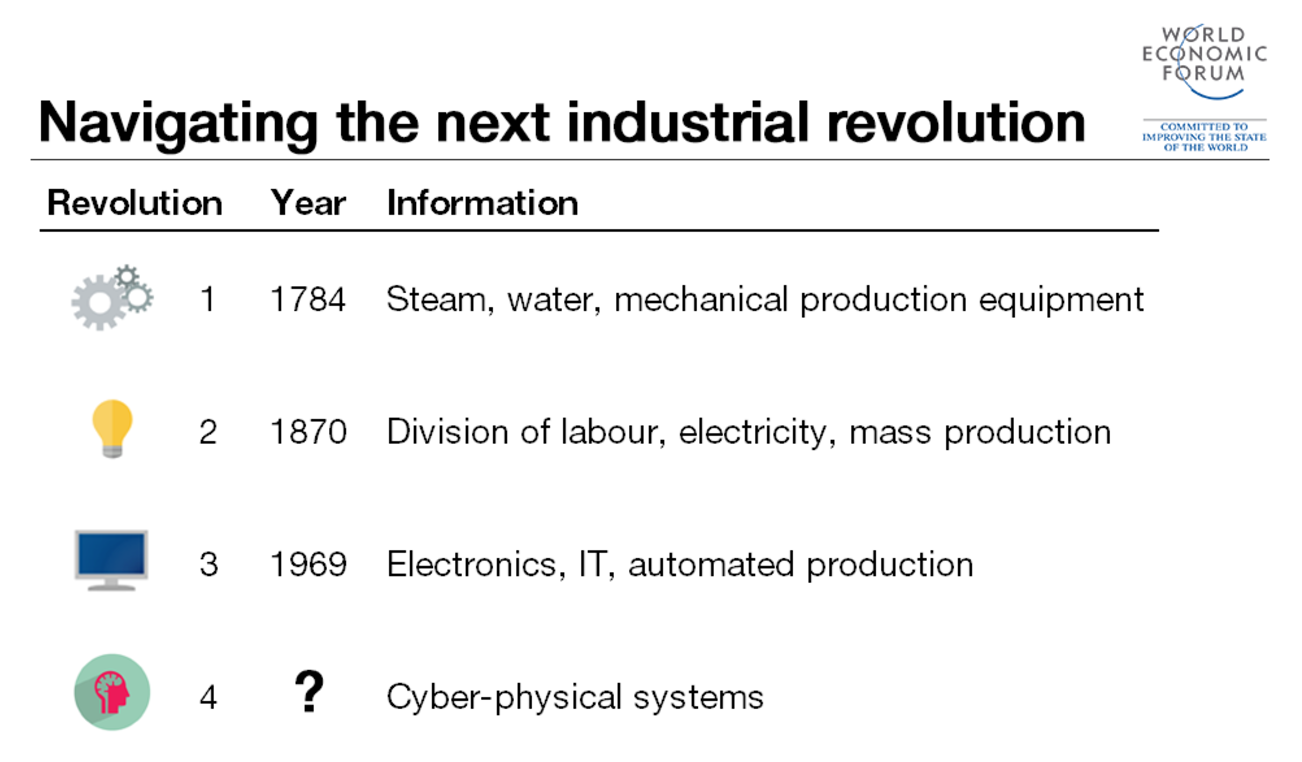 WORLD
ECONOMIC
FORUM
COMMITTED TO
IMPROVING THE STATE
OF THE WORLD
Navigating the next industrial revolution
Revolution Year Information
1 1784 Steam, water, mechanical production equipment
2 1870 Division of labour, electricity, mass production
3 1969 Electronics, IT, automated production
4 ? Cyber-physical systems